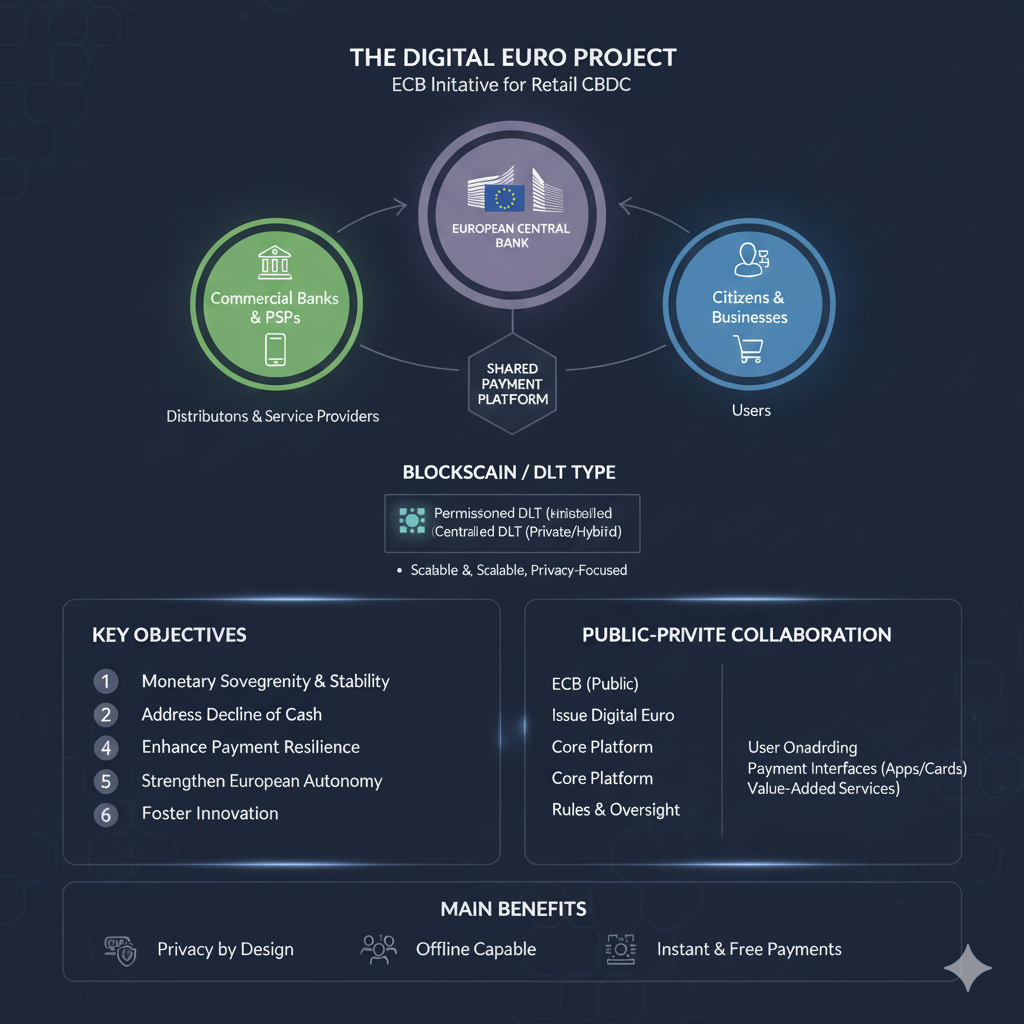 THE DIGITAL EURO PROJECT
ECB Initative for Retail CBDC
EUROPEAN CENTRAL
BANK
Commercial Banks
& PSPs
Citizens &
Businesses
SHARED
PAYMENT
PLATFORM
Distributons & Service Providers
Users
BLOCKSCAIN / DLT TYPE
Permissoned DLT
(Centralled DLT (Private/Hybrid)
• Scalable &, Scalable, Privacy-Focused
KEY OBJECTIVES
1 Monetary Sovegrenity & Stability
2 Address Decline of Cash
4 Enhance Payment Resilience
5 Strengthen European Autonomy
6 Foster Innovation
PUBLIC-PRIVITE COLLABORATION
ECB (Public)
Issue Digital Euro
Core Platform
Core Platform
Rules & Oversight
User Onadrding
Payment Interfaces (Apps/Cards)
Value-Added Services)
MAIN BENEFITS
Privacy by Design
Offline Capable
Instant & Free Payments